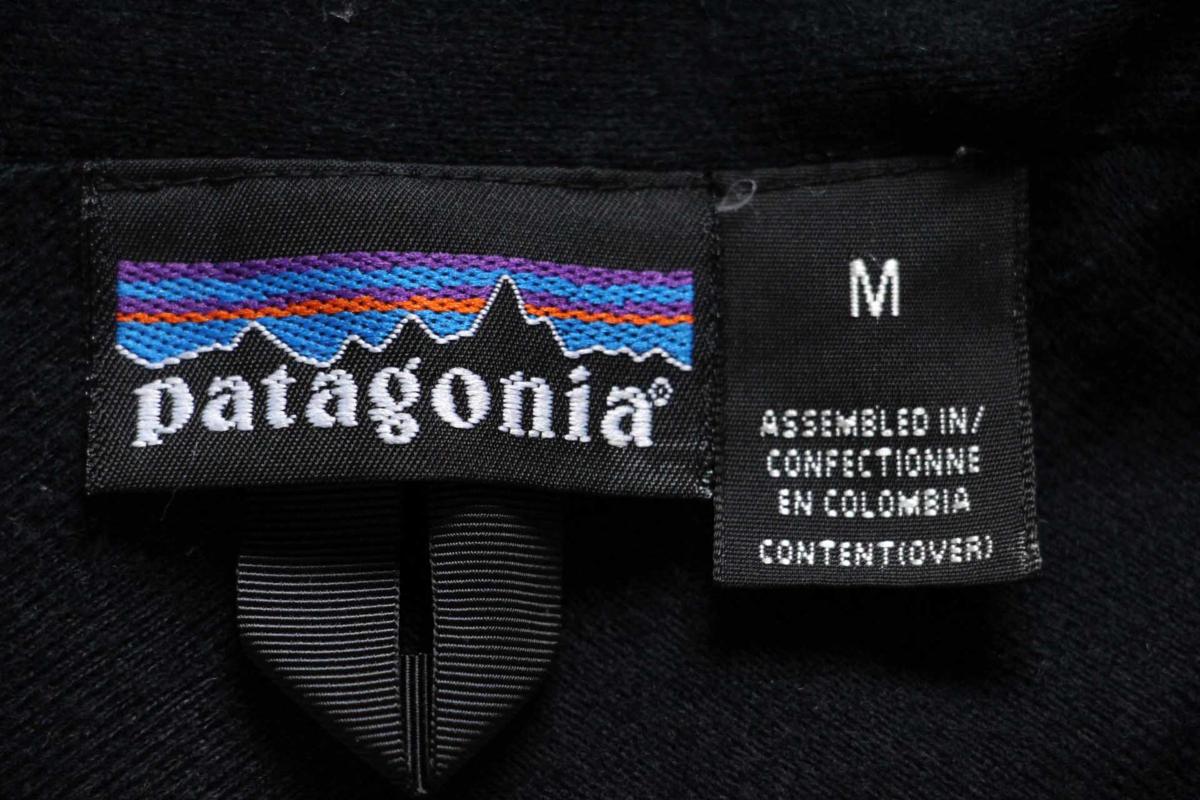 patagonia®
M
ASSEMBLED IN/
CONFECTIONNE
EN COLOMBIA
CONTENT(OVER)